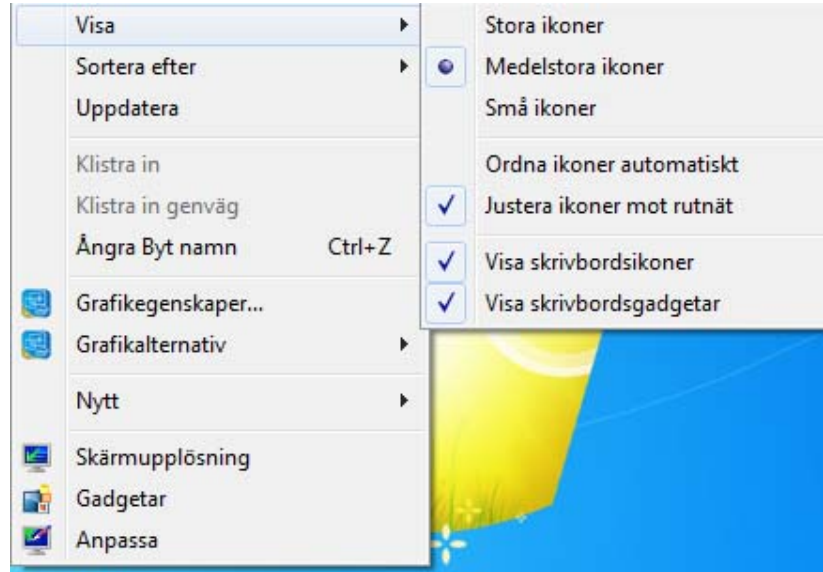 Visa
Sortera efter
Uppdatera
Klistra in
Klistra in genväg
Ångra Byt namn Ctrl+Z
Grafikegenskaper...
Grafikalternativ
Nytt
Skärmupplösning
Gadgetar
Anpassa
Stora ikoner
Medelstora ikoner
Små ikoner
Ordna ikoner automatiskt
Justera ikoner mot rutnät
Visa skrivbordsikoner
Visa skrivbordsgadgetar